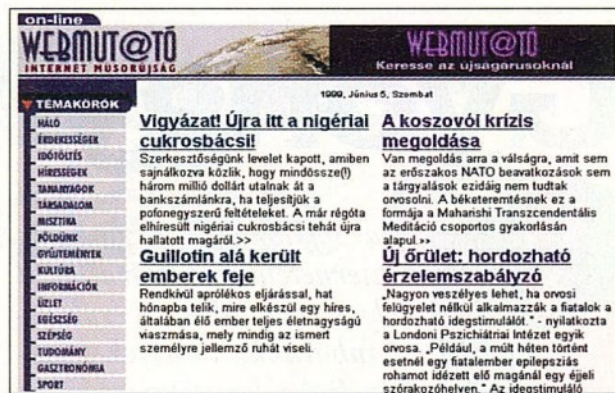 on-line
WEBMUT@TÓ
INTERNET MŰSORÚJSÁG
WEBMUT@TÓ
Keresse az újságárusoknál
1999, Június 5, Szombat
TÉMAKÖRÖK
HÁLÓ
ÉRDEKESSÉGEK
IDŐTÖLTÉS
HÍRESSÉGEK
TANANYAGOK
TÁRSADALOM
MISZTIKA
FÖLDÜNK
GYŰJTEMÉNYEK
KULTÚRA
INFORMÁCIÓK
ÜZLET
EGÉSZSÉG
SZÉPSÉG
TUDOMÁNY
GASZTRONÓMIA
SPORT
Vigyázat! Újra itt a nigériai
cukrosbácsi!
Szerkesztőségünk levelet kapott, amiben
sajnálkozva közlik, hogy mindössze(!)
három millió dollárt utalnak át a
bankszámlánkra, ha teljesítjük a
pofonegyszerű feltételeket. A már régóta
elhíresült nigériai cukrosbácsi tehát újra
hallatott magáról.>>
Guillotin alá került
emberek feje
Rendkívül aprólékos eljárással, hat
hónapba telik, mire elkészül egy híres,
általában élő ember teljes életnagyságú
viaszmása, mely mindig az ismert
személyre jellemző ruhát viseli.
A koszovói krízis
megoldása
Van megoldás arra a válságra, amit sem
az erőszakos NATO beavatkozások sem
a tárgyalások ezidáig nem tudtak
orvosolni. A béketeremtésnek ez a
formája a Maharishi Transzcendentális
Meditáció csoportos gyakorlásán
alapul.>>
Új őrület: hordozható
érzelemszabályzó
„Nagyon veszélyes lehet, ha orvosi
felügyelet nélkül alkalmazzák a fiatalok a
hordozható idegstimulálót." - nyilatkozta
a Londoni Pszichiátriai Intézet egyik
orvosa. „Például, a múlt héten történt
esetnél egy fiatalember epilepsziás
rohamot idézett elő magánál egy éjjeli
szórakozóhelyen." Az idegstimuláló